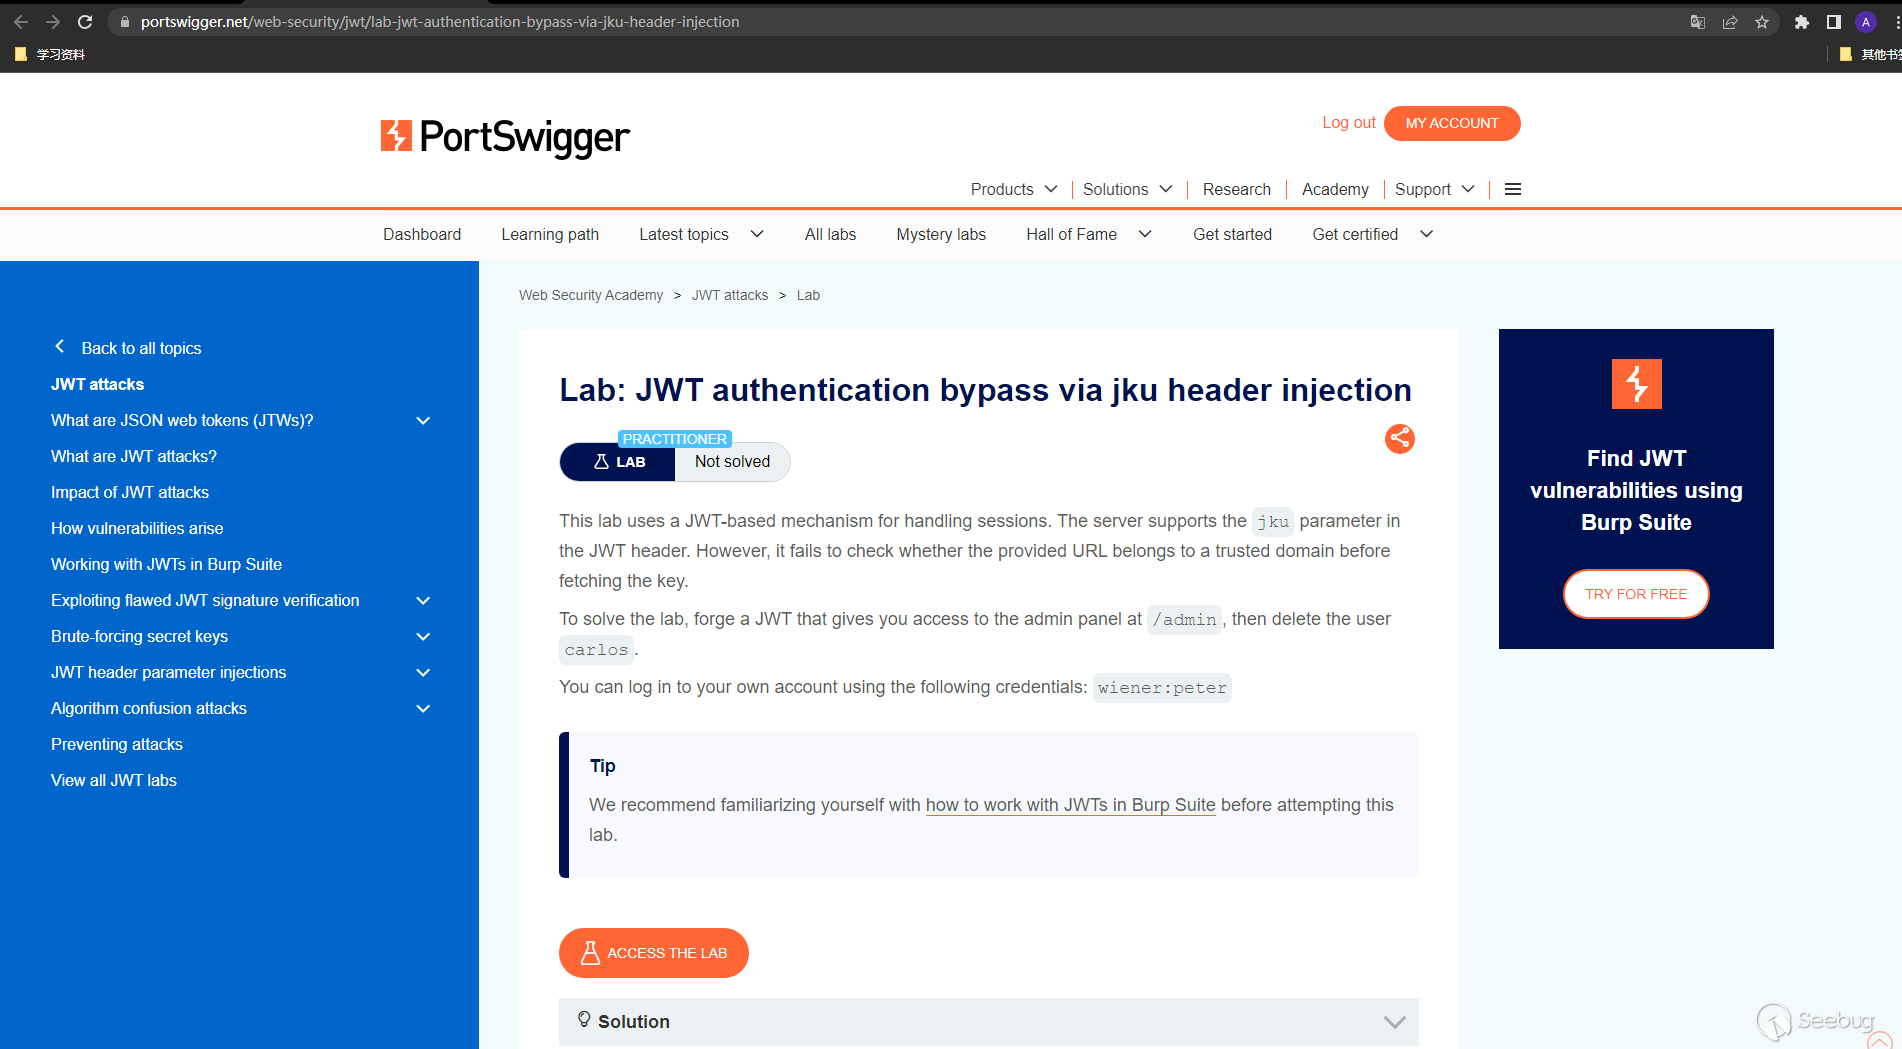 portswigger.net/web-security/jwt/lab-jwt-authentication-bypass-via-jku-header-injection
A
学习资料
PortSwigger
Log out
MY ACCOUNT
Products
Solutions
Research
Academy
Support
Dashboard
Learning path
Latest topics
All labs
Mystery labs
Hall of Fame
Get started
Get certified
Back to all topics
JWT attacks
What are JSON web tokens (JTWs)?
What are JWT attacks?
Impact of JWT attacks
How vulnerabilities arise
Working with JWTs in Burp Suite
Exploiting flawed JWT signature verification
Brute-forcing secret keys
JWT header parameter injections
Algorithm confusion attacks
Preventing attacks
View all JWT labs
Web Security Academy > JWT attacks > Lab
Lab: JWT authentication bypass via jku header injection
PRACTITIONER
LAB
Not solved
This lab uses a JWT-based mechanism for handling sessions. The server supports the jku parameter in
the JWT header. However, it fails to check whether the provided URL belongs to a trusted domain before
fetching the key.
To solve the lab, forge a JWT that gives you access to the admin panel at /admin, then delete the user
carlos.
You can log in to your own account using the following credentials: wiener:peter
Tip
We recommend familiarizing yourself with how to work with JWTs in Burp Suite before attempting this
lab.
ACCESS THE LAB
Solution
Find JWT
vulnerabilities using
Burp Suite
TRY FOR FREE
Seebug